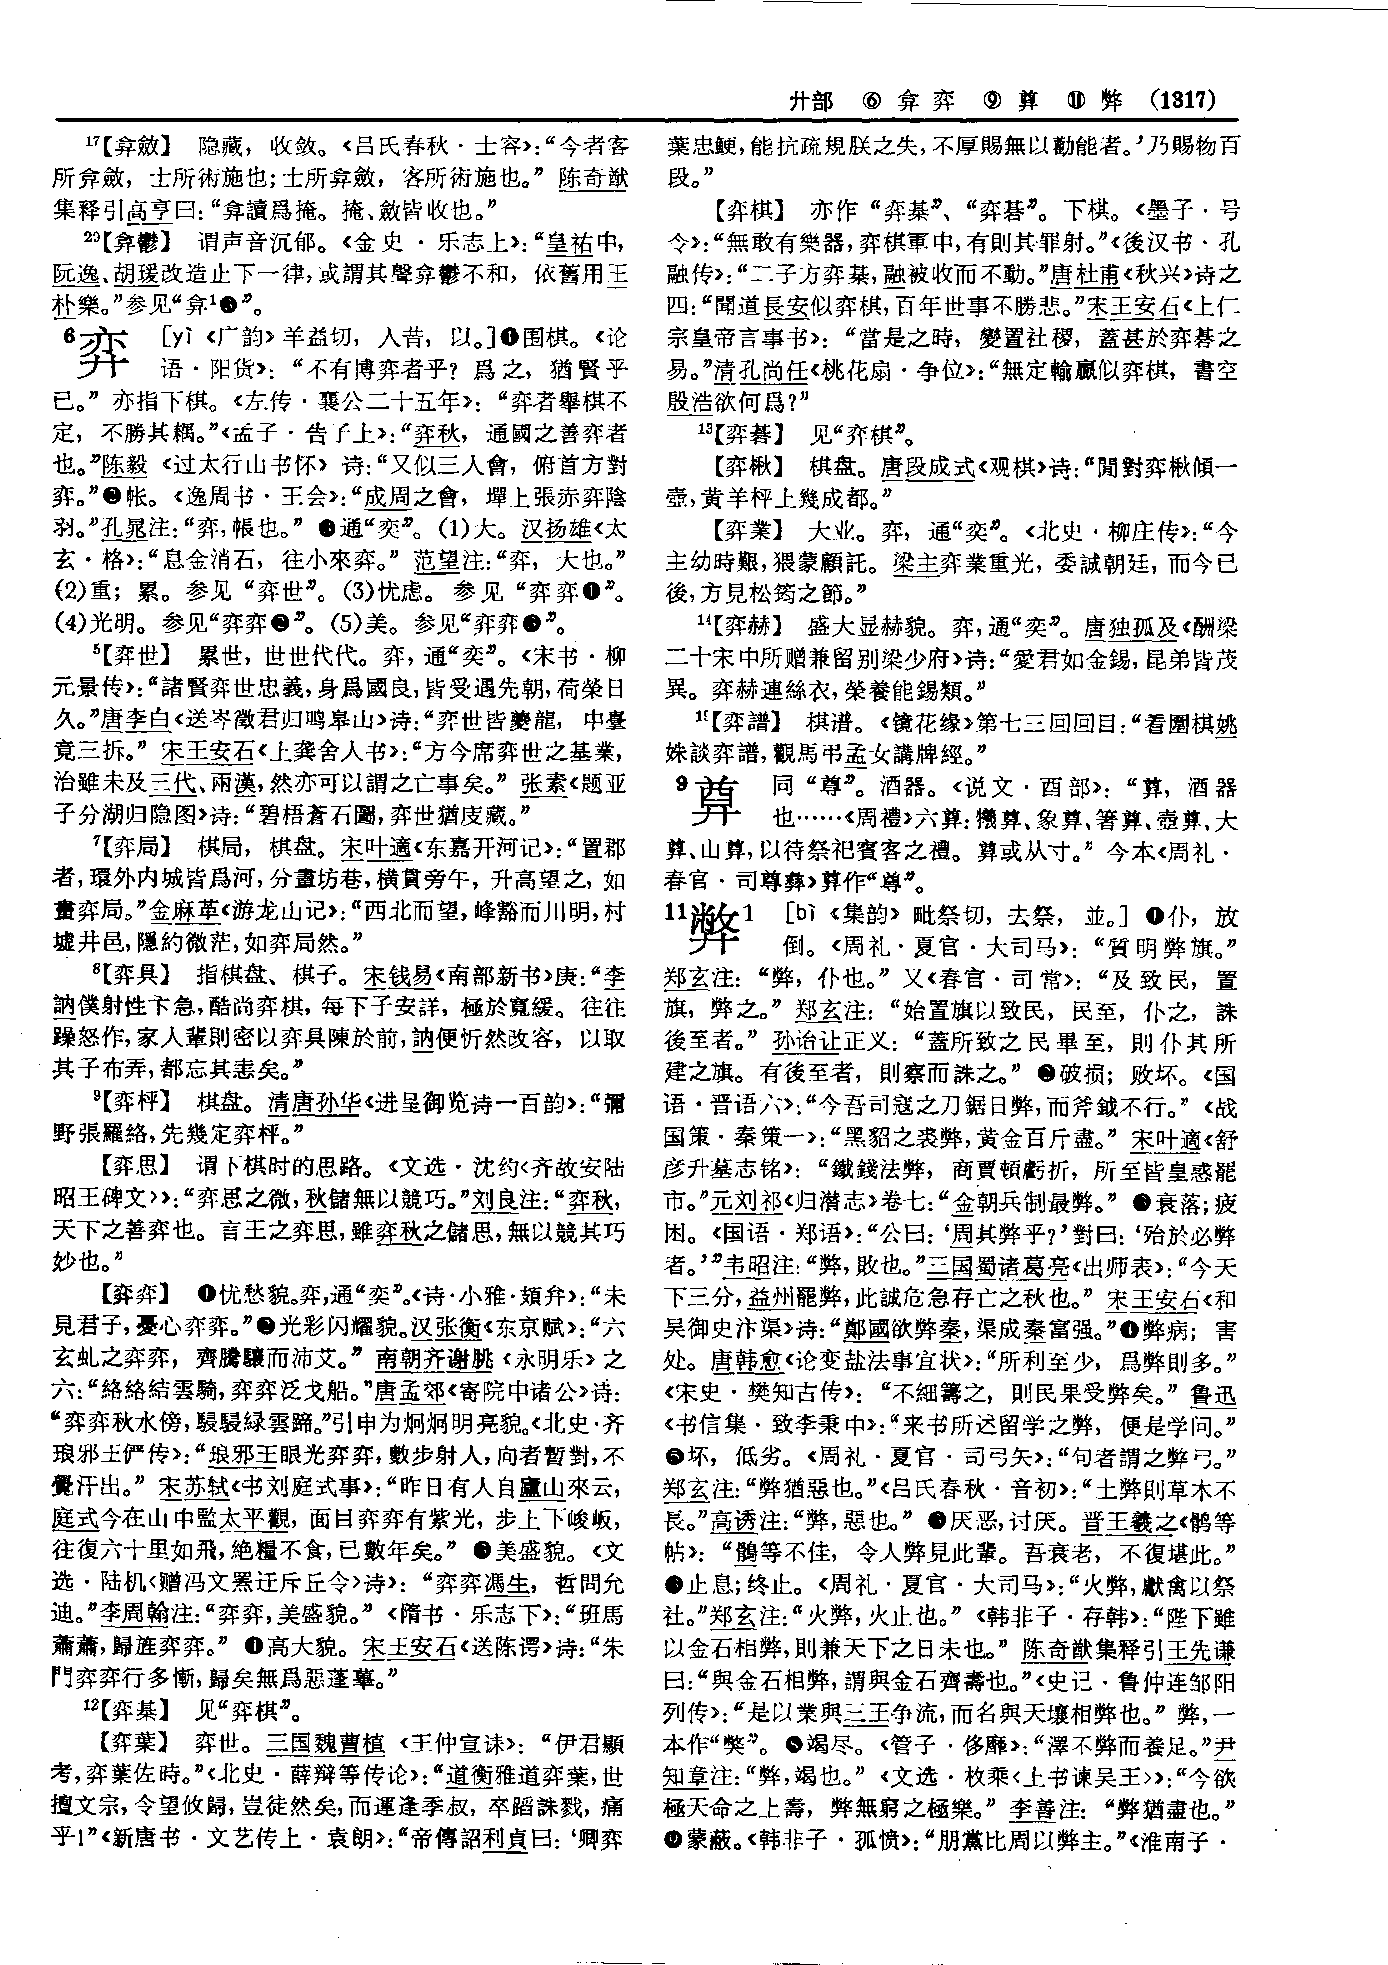 廾部 ⑥弇弈 ⑨𢍜 ⑪弊 (1317)
17【弇斂】 隐藏，收敛。《吕氏春秋·士容》：“今者客
所弇斂，士所術施也；士所弇斂，客所術施也。”陈奇猷
集释引高亨曰：“弇讀爲掩。掩、斂皆收也。”
29【弇鬱】 谓声音沉郁。《金史·乐志上》：“皇祐中，
阮逸、胡瑗改造止下一律，或謂其聲弇鬱不和，依舊用王
朴樂。”参见“弇1❸”。
6弈 ［yì《广韵》羊益切，入昔，以。］❶围棋。《论
语·阳货》：“不有博弈者乎？爲之，猶賢乎
已。”亦指下棋。《左传·襄公二十五年》：“弈者舉棋不
定，不勝其耦。”《孟子·告子上》：“弈秋，通國之善弈者
也。”陈毅《过太行山书怀》诗：“又似三人會，俯首方對
弈。”❷帐。《逸周书·王会》：“成周之會，墠上張赤弈陰
羽。”孔晁注：“弈，帳也。”❸通“奕”。(1)大。汉扬雄《太
玄·格》：“息金消石，往小來弈。”范望注：“弈，大也。”
(2)重；累。参见“弈世”。(3)忧虑。参见“弈弈❶”。
(4)光明。参见“弈弈❷”。(5)美。参见“弈弈❸”。
5【弈世】 累世，世世代代。弈，通“奕”。《宋书·柳
元景传》：“諸賢弈世忠義，身爲國良，皆受遇先朝，荷榮日
久。”唐李白《送岑徵君归鸣皋山》诗：“弈世皆夔龍，中臺
竟三拆。”宋王安石《上龚舍人书》：“方今席弈世之基業，
治雖未及三代、兩漢，然亦可以謂之亡事矣。”张素《题亚
子分湖归隐图》诗：“碧梧蒼石圖，弈世猶庋藏。”
7【弈局】 棋局，棋盘。宋叶適《东嘉开河记》：“置郡
者，環外内城皆爲河，分畫坊巷，横貫旁午，升高望之，如
畫弈局。”金麻革《游龙山记》：“西北而望，峰豁而川明，村
墟井邑，隱約微茫，如弈局然。”
8【弈具】 指棋盘、棋子。宋钱易《南部新书》庚：“李
訥僕射性卞急，酷尚弈棋，每下子安詳，極於寬緩。往往
躁怒作，家人輩則密以弈具陳於前，訥便忻然改容，以取
其子布弄，都忘其恚矣。”
9【弈枰】 棋盘。清唐孙华《进呈御览诗一百韵》：“彌
野張羅絡，先幾定弈枰。”
【弈思】 谓下棋时的思路。《文选·沈约〈齐故安陆
昭王碑文〉》：“弈思之微，秋儲無以競巧。”刘良注：“弈秋，
天下之善弈也。言王之弈思，雖弈秋之儲思，無以競其巧
妙也。”
【弈弈】 ❶忧愁貌。弈，通“奕”。《诗·小雅·頍弁》：“未
見君子，憂心弈弈。”❷光彩闪耀貌。汉张衡《东京赋》：“六
玄虬之弈弈，齊騰驤而沛艾。”南朝齐谢朓《永明乐》之
六：“絡絡結雲騎，弈弈泛戈船。”唐孟郊《寄院中诸公》诗：
“弈弈秋水傍，駸駸緑雲蹄。”引申为炯炯明亮貌。《北史·齐
琅邪王俨传》：“琅邪王眼光弈弈，數步射人，向者暫對，不
覺汗出。”宋苏轼《书刘庭式事》：“昨日有人自廬山來云，
庭式今在山中監太平觀，面目弈弈有紫光，步上下峻坂，
往復六十里如飛，絶糧不食，已數年矣。”❸美盛貌。《文
选·陆机〈赠冯文罴迁斥丘令〉诗》：“弈弈馮生，哲問允
迪。”李周翰注：“弈弈，美盛貌。”《隋书·乐志下》：“班馬
蕭蕭，歸旌弈弈。”❹高大貌。宋王安石《送陈谔》诗：“朱
門弈弈行多慚，歸矣無爲惡蓬蓽。”
12【弈棊】 见“弈棋”。
【弈葉】 弈世。三国魏曹植《王仲宣诔》：“伊君顯
考，弈葉佐時。”《北史·薛辩等传论》：“道衡雅道弈葉，世
擅文宗，令望攸歸，豈徒然矣，而運逢季叔，卒蹈誅戮，痛
乎！”《新唐书·文艺传上·袁朗》：“帝傳詔利貞曰：‘卿弈
葉忠鯁，能抗疏規朕之失，不厚賜無以勸能者。’乃賜物百
段。”
【弈棋】 亦作“弈棊”、“弈碁”。下棋。《墨子·号
令》：“無敢有樂器，弈棋軍中，有則其罪射。”《後汉书·孔
融传》：“二子方弈棊，融被收而不動。”唐杜甫《秋兴》诗之
四：“聞道長安似弈棋，百年世事不勝悲。”宋王安石《上仁
宗皇帝言事书》：“當是之時，變置社稷，蓋甚於弈碁之
易。”清孔尚任《桃花扇·争位》：“無定輸贏似弈棋，書空
殷浩欲何爲？”
13【弈碁】 见“弈棋”。
【弈楸】 棋盘。唐段成式《观棋》诗：“閒對弈楸傾一
壺，黄羊枰上幾成都。”
【弈業】 大业。弈，通“奕”。《北史·柳庄传》：“今
主幼時艱，猥蒙顧託。梁主弈業重光，委誠朝廷，而今已
後，方見松筠之節。”
14【弈赫】 盛大显赫貌。弈，通“奕”。唐独孤及《酬梁
二十宋中所赠兼留别梁少府》诗：“愛君如金錫，昆弟皆茂
異。弈赫連絲衣，榮養能錫類。”
19【弈譜】 棋谱。《镜花缘》第七三回回目：“看圍棋姚
姝談弈譜，觀馬弔孟女講牌經。”
9𢍜 同“尊”。酒器。《说文·酉部》：“𢍜，酒器
也……《周禮》六𢍜：犧𢍜、象𢍜、著𢍜、壺𢍜、大
𢍜、山𢍜，以待祭祀賓客之禮。𢍜或从寸。”今本《周礼·
春官·司尊彝》𢍜作“尊”。
11弊1 ［bì《集韵》毗祭切，去祭，並。］❶仆，放
倒。《周礼·夏官·大司马》：“質明弊旗。”
郑玄注：“弊，仆也。”又《春官·司常》：“及致民，置
旗，弊之。”郑玄注：“始置旗以致民，民至，仆之，誅
後至者。”孙诒让正义：“蓋所致之民畢至，則仆其所
建之旗。有後至者，則察而誅之。”❷破损；败坏。《国
语·晋语六》：“今吾司寇之刀鋸日弊，而斧鉞不行。”《战
国策·秦策一》：“黑貂之裘弊，黄金百斤盡。”宋叶適《舒
彦升墓志铭》：“鐵錢法弊，商賈頓虧折，所至皆皇惑罷
市。”元刘祁《归潜志》卷七：“金朝兵制最弊。”❸衰落；疲
困。《国语·郑语》：“公曰：‘周其弊乎？’對曰：‘殆於必弊
者。’”韦昭注：“弊，敗也。”三国蜀诸葛亮《出师表》：“今天
下三分，益州罷弊，此誠危急存亡之秋也。”宋王安石《和
吴御史汴渠》诗：“鄭國欲弊秦，渠成秦富强。”❹弊病；害
处。唐韩愈《论变盐法事宜状》：“所利至少，爲弊則多。”
《宋史·樊知古传》：“不細籌之，則民果受弊矣。”鲁迅
《书信集·致李秉中》：“来书所述留学之弊，便是学问。”
❺坏，低劣。《周礼·夏官·司弓矢》：“句者謂之弊弓。”
郑玄注：“弊猶惡也。”《吕氏春秋·音初》：“土弊則草木不
長。”高诱注：“弊，惡也。”❻厌恶，讨厌。晋王羲之《鹘等
帖》：“鶻等不佳，令人弊見此輩。吾衰老，不復堪此。”
❼止息；终止。《周礼·夏官·大司马》：“火弊，獻禽以祭
社。”郑玄注：“火弊，火止也。”《韩非子·存韩》：“陛下雖
以金石相弊，則兼天下之日未也。”陈奇猷集释引王先谦
曰：“與金石相弊，謂與金石齊壽也。”《史记·鲁仲连邹阳
列传》：“是以業與三王争流，而名與天壤相弊也。”弊，一
本作“獘”。❽竭尽。《管子·侈靡》：“澤不弊而養足。”尹
知章注：“弊，竭也。”《文选·枚乘〈上书谏吴王〉》：“今欲
極天命之上壽，弊無窮之極樂。”李善注：“弊猶盡也。”
❾蒙蔽。《韩非子·孤愤》：“朋黨比周以弊主。”《淮南子·